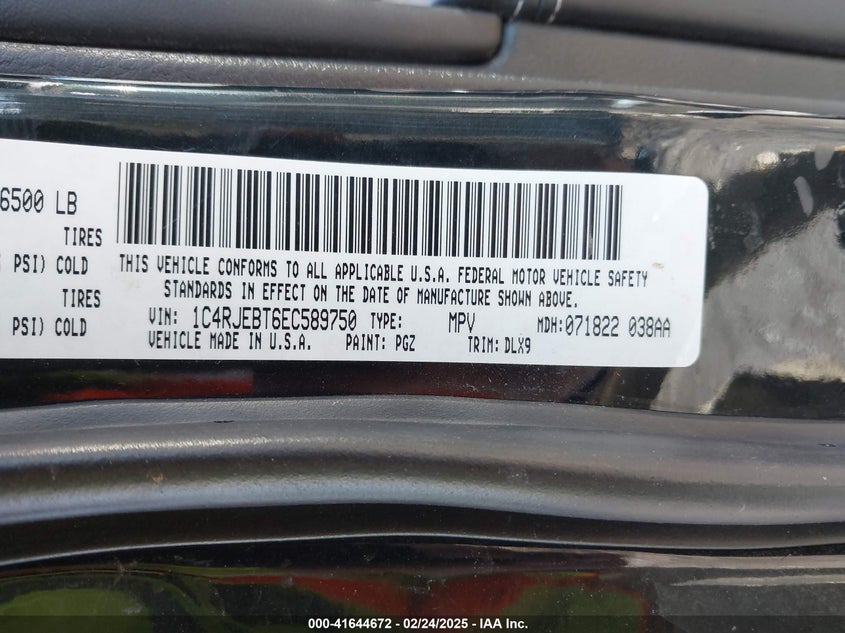 6500 LB
TIRES
PSI) COLD
TIRES
PSI) COLD
THIS VEHICLE CONFORMS TO ALL APPLICABLE U.S.A. FEDERAL MOTOR VEHICLE SAFETY
STANDARDS IN EFFECT ON THE DATE OF MANUFACTURE SHOWN ABOVE.
VIN: 1C4RJEBT6EC589750 TYPE: MPV MDH:071822 038AA
VEHICLE MADE IN U.S.A. PAINT: PGZ TRIM: DLX9
000-41644672 / 02/24/2025 - IAA Inc.